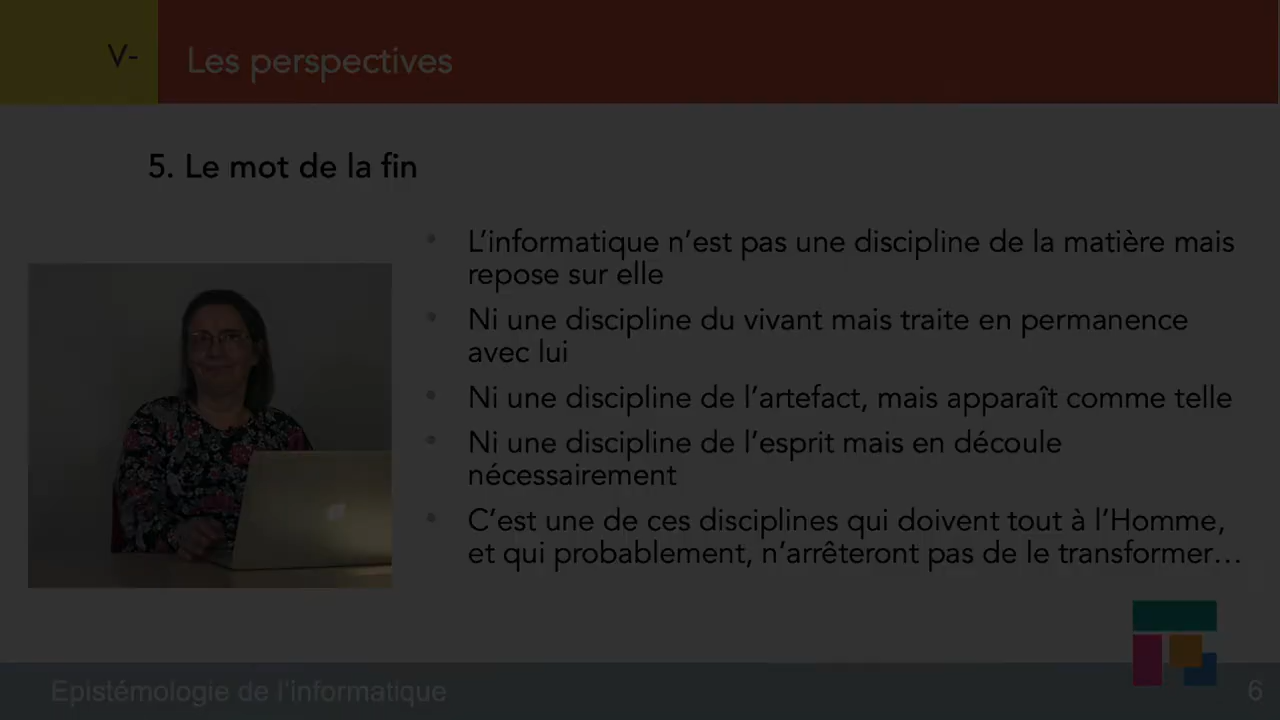 V-
Les perspectives
5. Le mot de la fin
L’informatique n’est pas une discipline de la matière mais
repose sur elle
Ni une discipline du vivant mais traite en permanence
avec lui
Ni une discipline de l’artefact, mais apparaît comme telle
Ni une discipline de l’esprit mais en découle
nécessairement
C’est une de ces disciplines qui doivent tout à l’Homme,
et qui probablement, n’arrêteront pas de le transformer…
Epistémologie de l’informatique
6